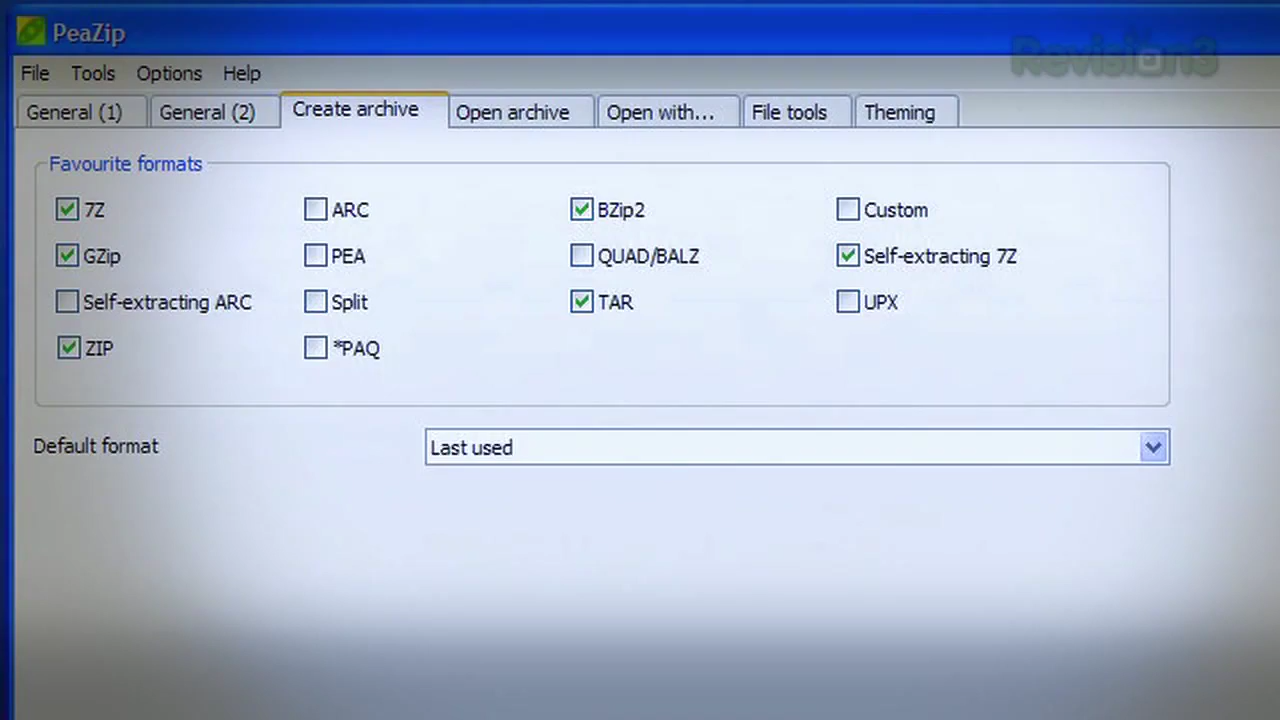 PeaZip
Revision3
File Tools Options Help
General (1) General (2) Create archive Open archive Open with... File tools Theming
Favourite formats
7Z ARC BZip2 Custom
GZip PEA QUAD/BALZ Self-extracting 7Z
Self-extracting ARC Split TAR UPX
ZIP *PAQ
Default format Last used